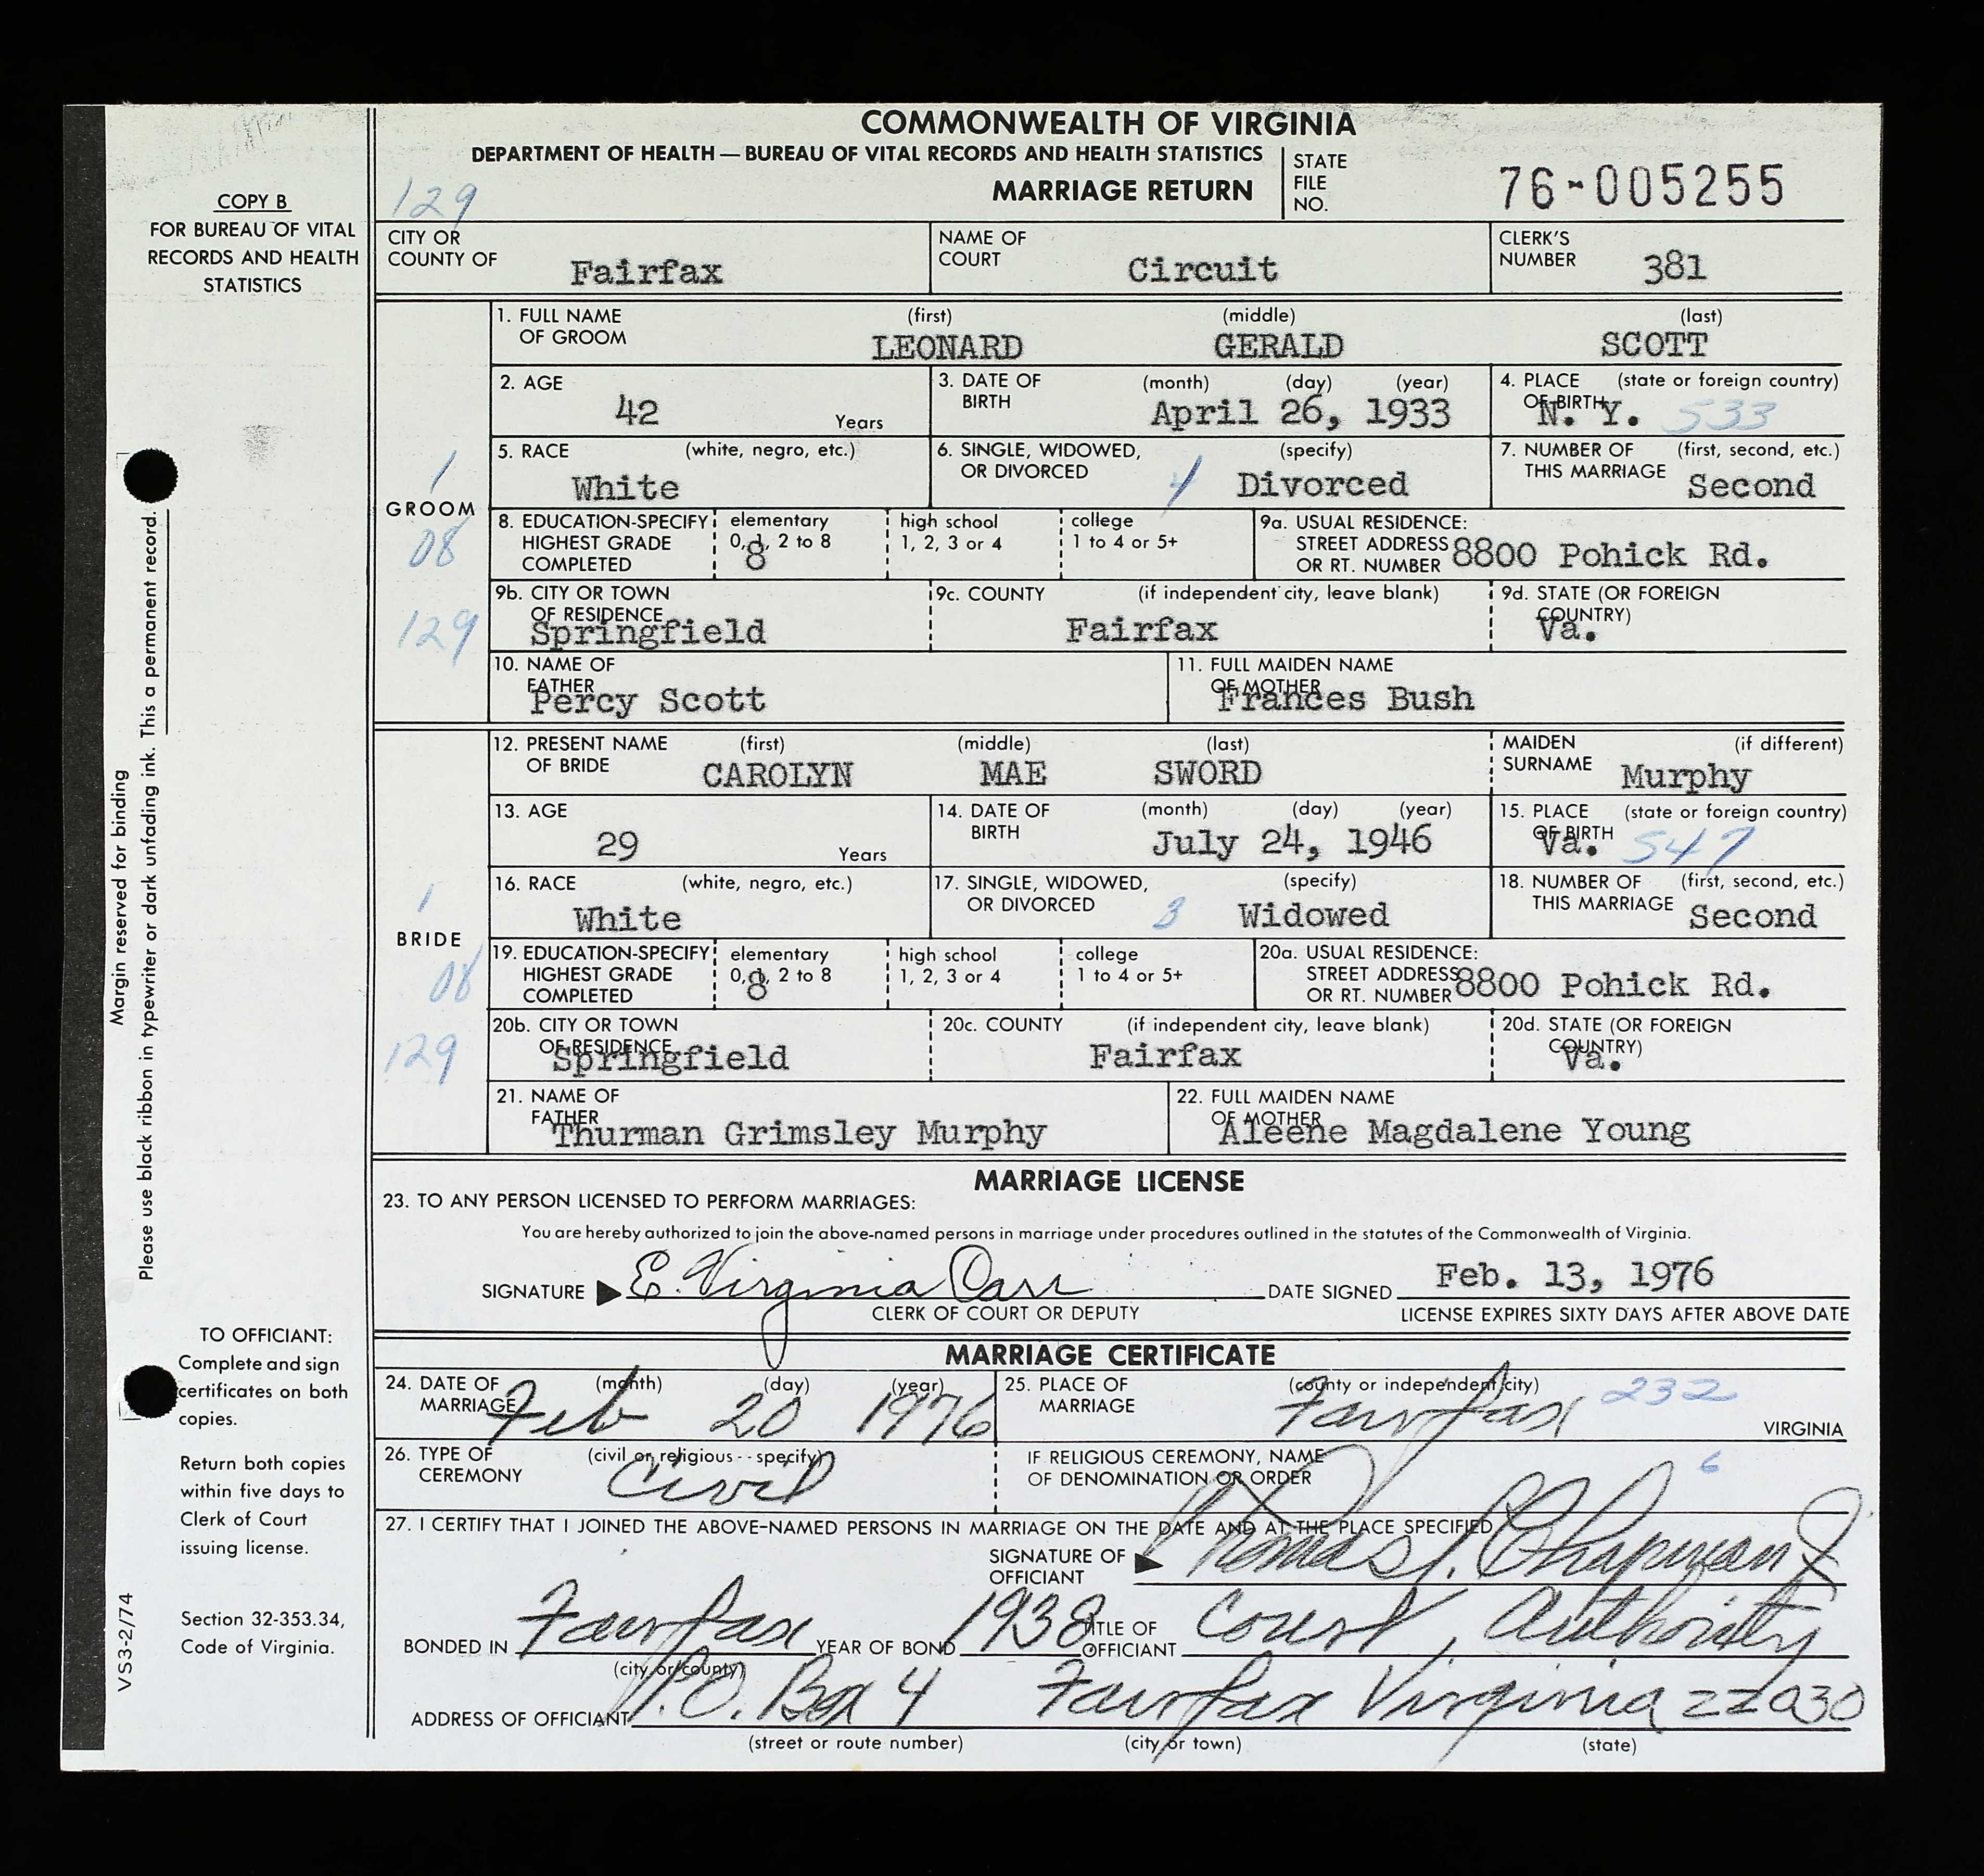 COMMONWEALTH OF VIRGINIA
DEPARTMENT OF HEALTH — BUREAU OF VITAL RECORDS AND HEALTH STATISTICS
MARRIAGE RETURN
STATE FILE NO. 76-005255
129
COPY B
FOR BUREAU OF VITAL
RECORDS AND HEALTH
STATISTICS
CITY OR COUNTY OF Fairfax
NAME OF COURT Circuit
CLERK'S NUMBER 381
GROOM
1
08
129
1. FULL NAME OF GROOM (first) LEONARD (middle) GERALD (last) SCOTT
2. AGE 42 Years
3. DATE OF BIRTH (month) (day) (year) April 26, 1933
4. PLACE OF BIRTH (state or foreign country) N. Y. 533
5. RACE (white, negro, etc.) White
6. SINGLE, WIDOWED, OR DIVORCED (specify) 4 Divorced
7. NUMBER OF THIS MARRIAGE (first, second, etc.) Second
8. EDUCATION-SPECIFY HIGHEST GRADE COMPLETED elementary 0, 1, 2 to 8 8 high school 1, 2, 3 or 4 college 1 to 4 or 5+
9a. USUAL RESIDENCE: STREET ADDRESS OR RT. NUMBER 8800 Pohick Rd.
9b. CITY OR TOWN OF RESIDENCE Springfield
9c. COUNTY (if independent city, leave blank) Fairfax
9d. STATE (OR FOREIGN COUNTRY) Va.
10. NAME OF FATHER Percy Scott
11. FULL MAIDEN NAME OF MOTHER Frances Bush
BRIDE
1
08
129
12. PRESENT NAME OF BRIDE (first) CAROLYN (middle) MAE (last) SWORD
MAIDEN SURNAME (if different) Murphy
13. AGE 29 Years
14. DATE OF BIRTH (month) (day) (year) July 24, 1946
15. PLACE OF BIRTH (state or foreign country) Va. 547
16. RACE (white, negro, etc.) White
17. SINGLE, WIDOWED, OR DIVORCED (specify) 3 Widowed
18. NUMBER OF THIS MARRIAGE (first, second, etc.) Second
19. EDUCATION-SPECIFY HIGHEST GRADE COMPLETED elementary 0, 1, 2 to 8 8 high school 1, 2, 3 or 4 college 1 to 4 or 5+
20a. USUAL RESIDENCE: STREET ADDRESS OR RT. NUMBER 8800 Pohick Rd.
20b. CITY OR TOWN OF RESIDENCE Springfield
20c. COUNTY (if independent city, leave blank) Fairfax
20d. STATE (OR FOREIGN COUNTRY) Va.
21. NAME OF FATHER Thurman Grimsley Murphy
22. FULL MAIDEN NAME OF MOTHER Aleene Magdalene Young
MARRIAGE LICENSE
23. TO ANY PERSON LICENSED TO PERFORM MARRIAGES:
You are hereby authorized to join the above-named persons in marriage under procedures outlined in the statutes of the Commonwealth of Virginia.
SIGNATURE E. Virginia Carr DATE SIGNED Feb. 13, 1976
CLERK OF COURT OR DEPUTY LICENSE EXPIRES SIXTY DAYS AFTER ABOVE DATE
MARRIAGE CERTIFICATE
24. DATE OF MARRIAGE (month) (day) (year) Feb 20 1976
25. PLACE OF MARRIAGE (county or independent city) Fairfax 232 VIRGINIA
26. TYPE OF CEREMONY (civil or religious--specify) Civil
IF RELIGIOUS CEREMONY, NAME OF DENOMINATION OR ORDER 6
27. I CERTIFY THAT I JOINED THE ABOVE-NAMED PERSONS IN MARRIAGE ON THE DATE AND AT THE PLACE SPECIFIED
SIGNATURE OF OFFICIANT Thomas P. Chapman Jr
BONDED IN Fairfax YEAR OF BOND 1938 TITLE OF OFFICIANT Court, Authority
(city or county)
ADDRESS OF OFFICIANT P.O. Box 4 Fairfax Virginia 22030
(street or route number) (city or town) (state)
Margin reserved for binding
Please use black ribbon in typewriter or dark unfading ink. This a permanent record.
TO OFFICIANT:
Complete and sign
certificates on both
copies.
Return both copies
within five days to
Clerk of Court
issuing license.
Section 32-353.34,
Code of Virginia.
VS3-2/74